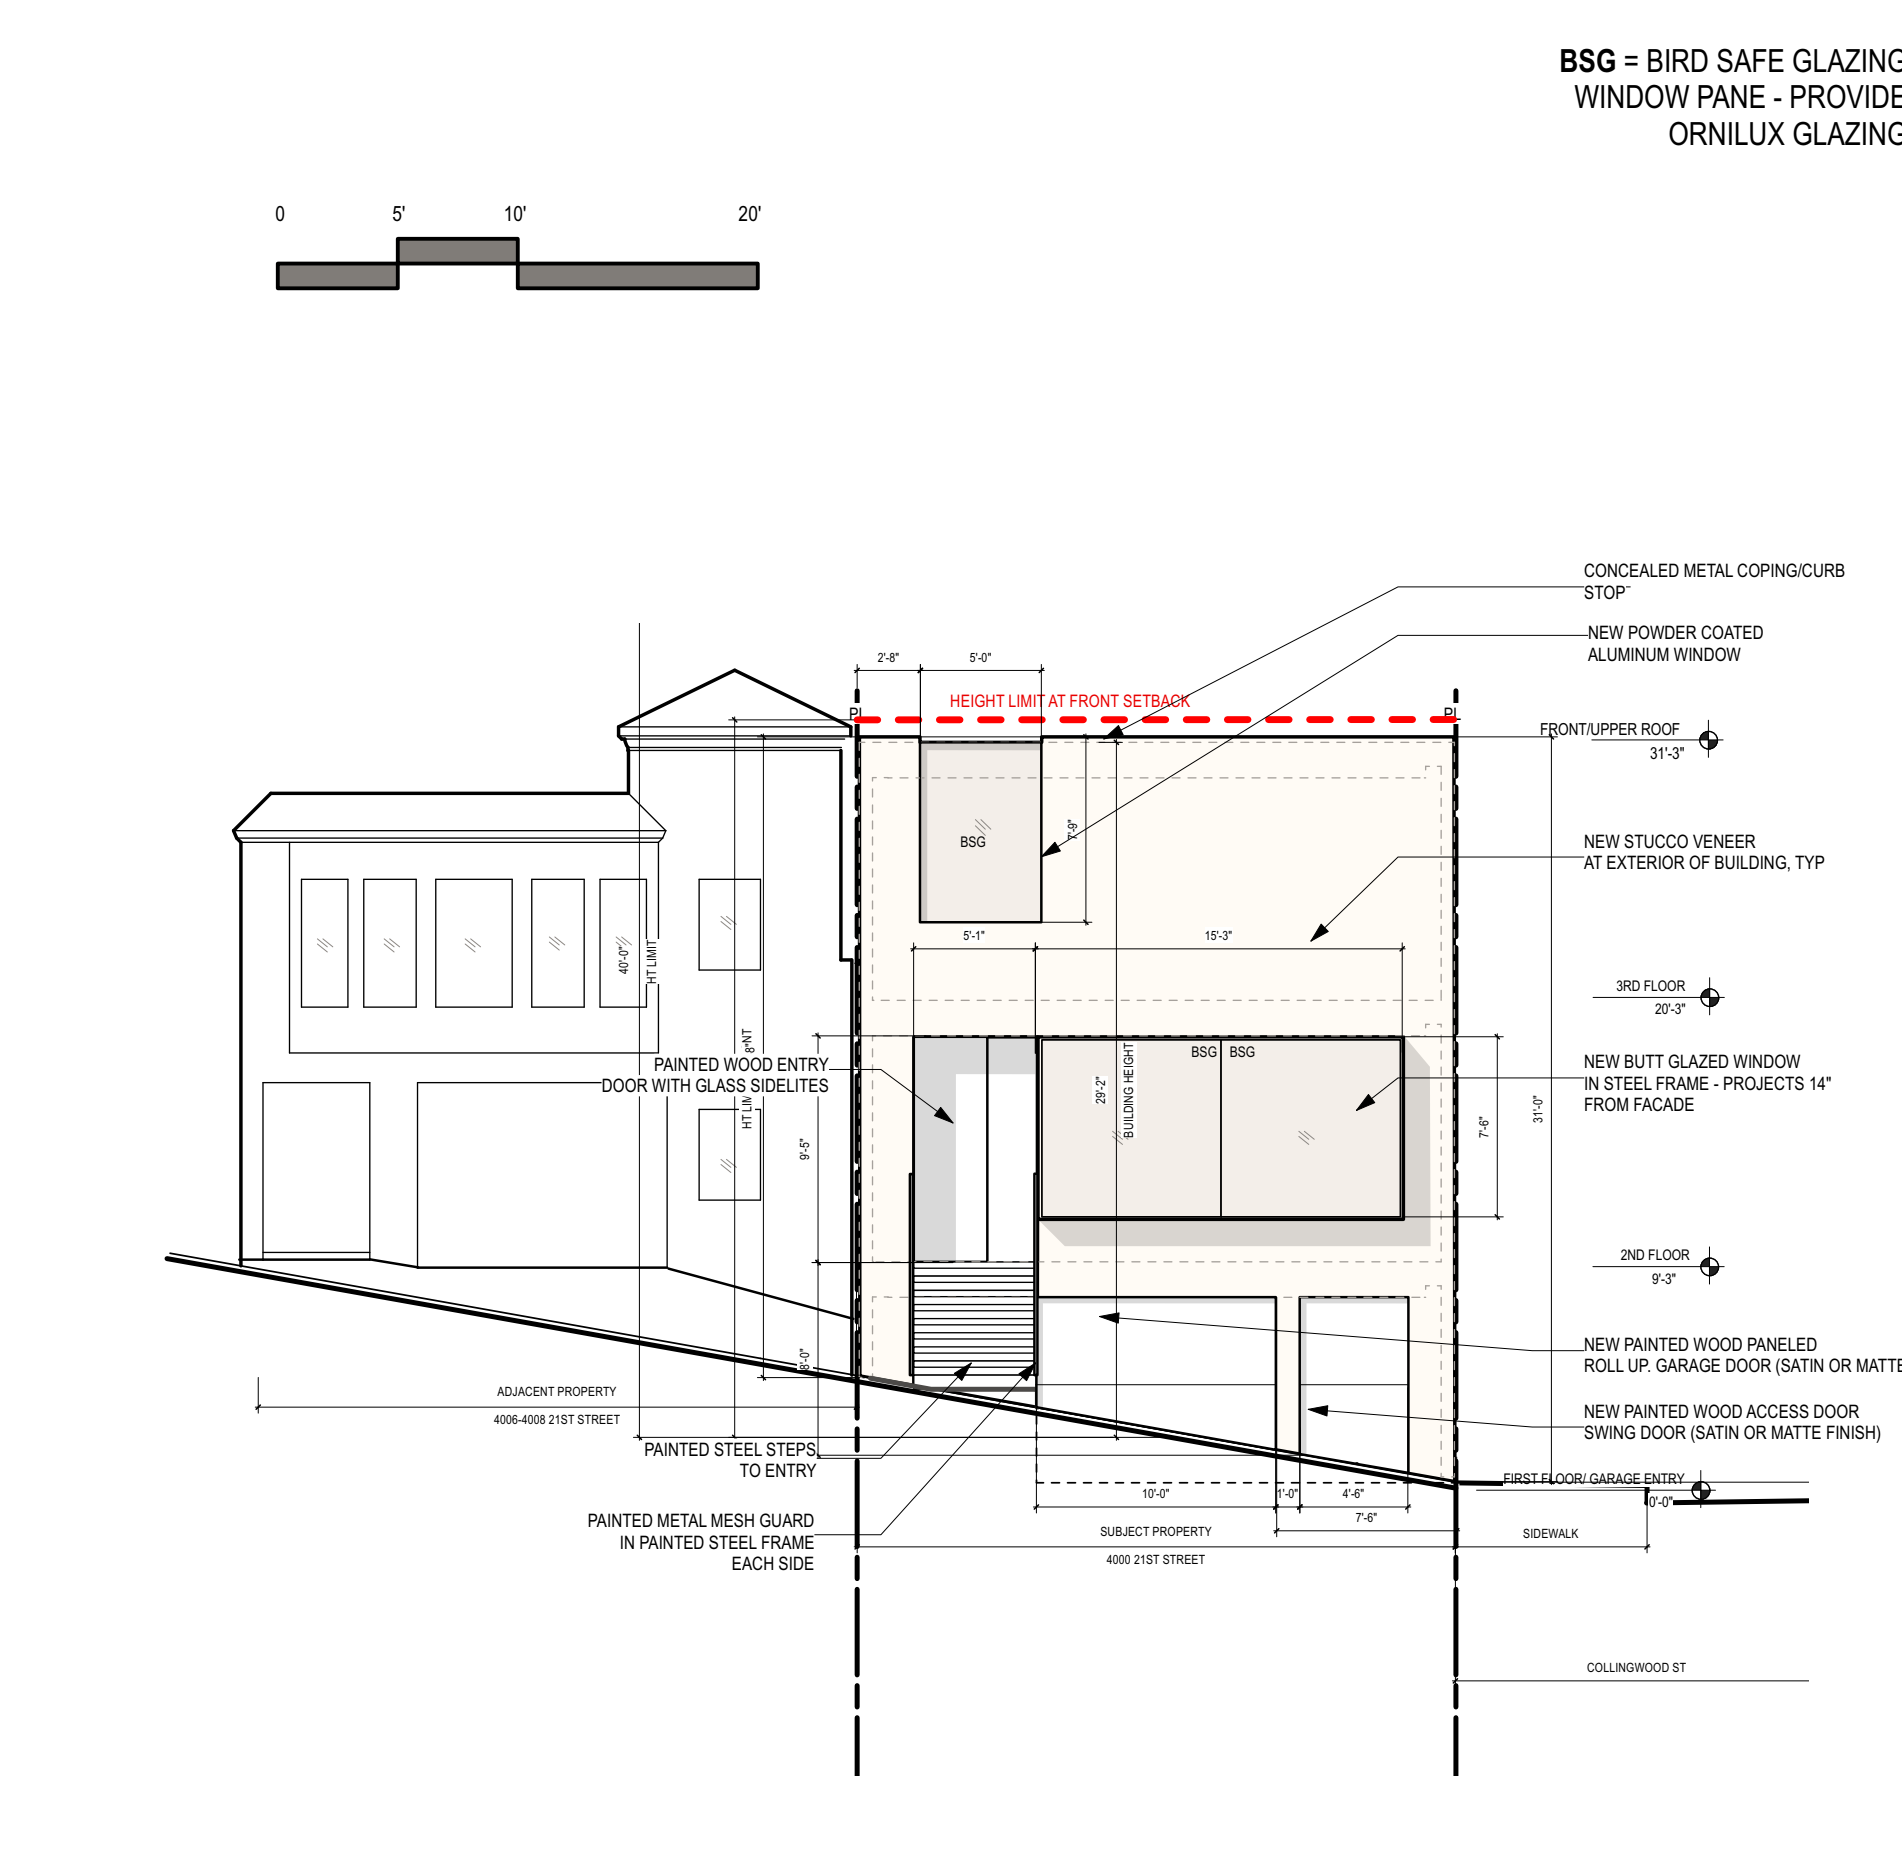 BSG = BIRD SAFE GLAZING
WINDOW PANE - PROVIDE
ORNILUX GLAZING
0 5' 10' 20'
CONCEALED METAL COPING/CURB
STOP
NEW POWDER COATED
ALUMINUM WINDOW
2'-8" 5'-0"
HEIGHT LIMIT AT FRONT SETBACK
PL PL
FRONT/UPPER ROOF
31'-3"
7'-9"
BSG
NEW STUCCO VENEER
AT EXTERIOR OF BUILDING, TYP
5'-1" 15'-3"
40'-0"
HT LIMIT
3RD FLOOR
20'-3"
PAINTED WOOD ENTRY
DOOR WITH GLASS SIDELITES
BSG BSG
NEW BUTT GLAZED WINDOW
IN STEEL FRAME - PROJECTS 14"
FROM FACADE
29'-2"
BUILDING HEIGHT
9'-5"
7'-6"
31'-0"
2ND FLOOR
9'-3"
8'-0"
NEW PAINTED WOOD PANELED
ROLL UP. GARAGE DOOR (SATIN OR MATTE
NEW PAINTED WOOD ACCESS DOOR
SWING DOOR (SATIN OR MATTE FINISH)
ADJACENT PROPERTY
4006-4008 21ST STREET
PAINTED STEEL STEPS
TO ENTRY
FIRST FLOOR/ GARAGE ENTRY
0'-0"
10'-0" 1'-0" 4'-6"
7'-6"
PAINTED METAL MESH GUARD
IN PAINTED STEEL FRAME
EACH SIDE
SUBJECT PROPERTY
4000 21ST STREET
SIDEWALK
COLLINGWOOD ST